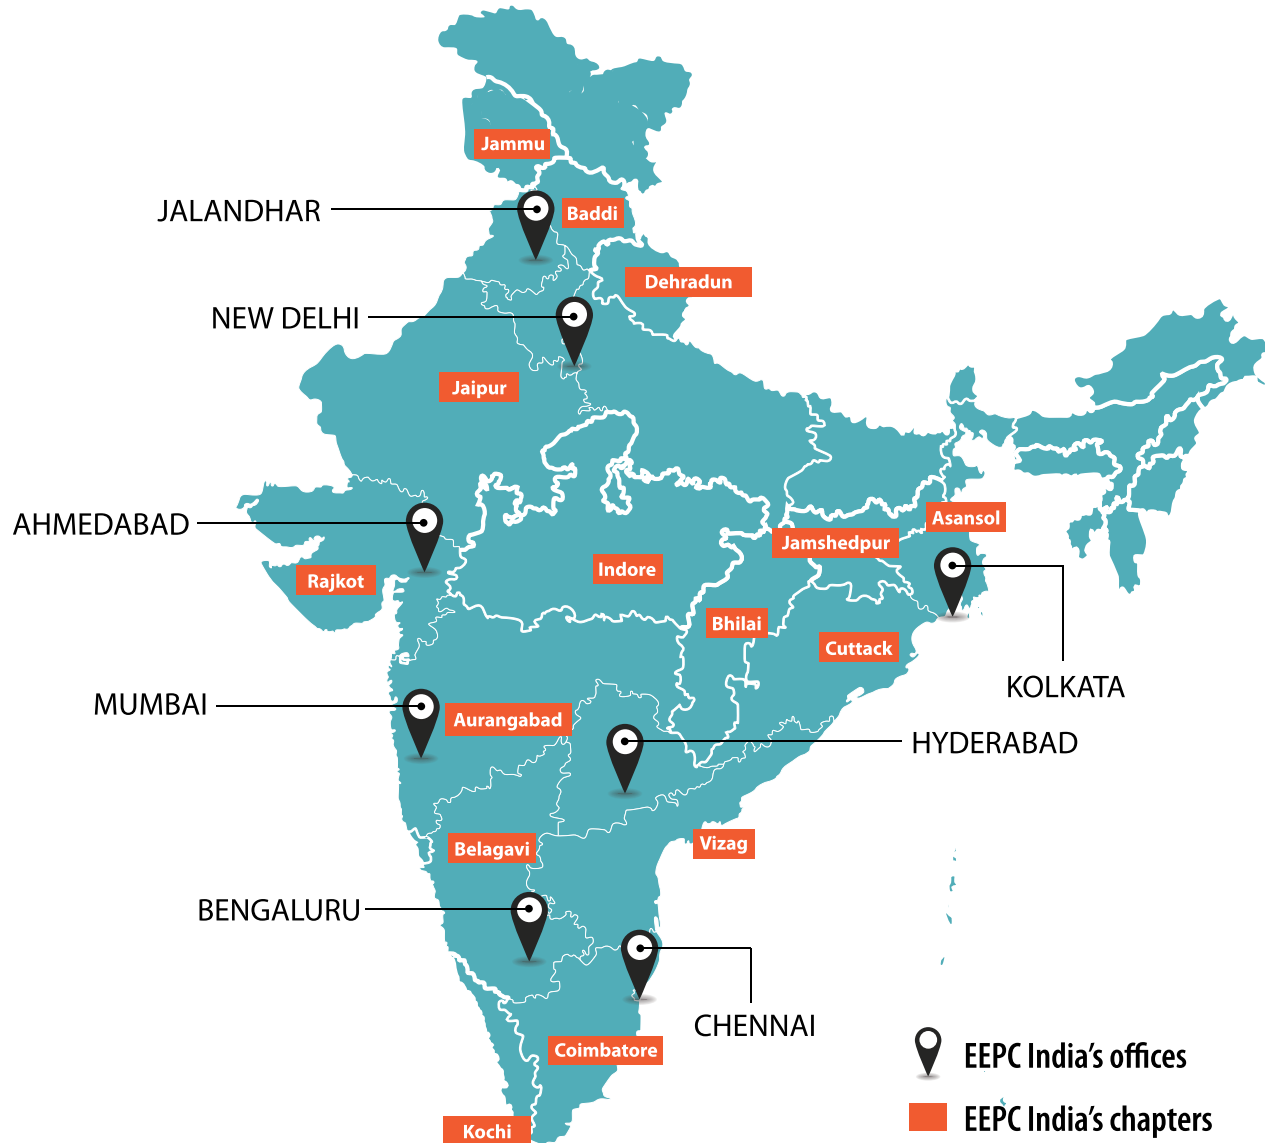 Jammu
JALANDHAR
Baddi
Dehradun
NEW DELHI
Jaipur
AHMEDABAD
Asansol
Jamshedpur
Indore
Rajkot
Bhilai
Cuttack
KOLKATA
MUMBAI
Aurangabad
HYDERABAD
Vizag
Belagavi
BENGALURU
CHENNAI
Coimbatore
EEPC India's offices
EEPC India's chapters
Kochi